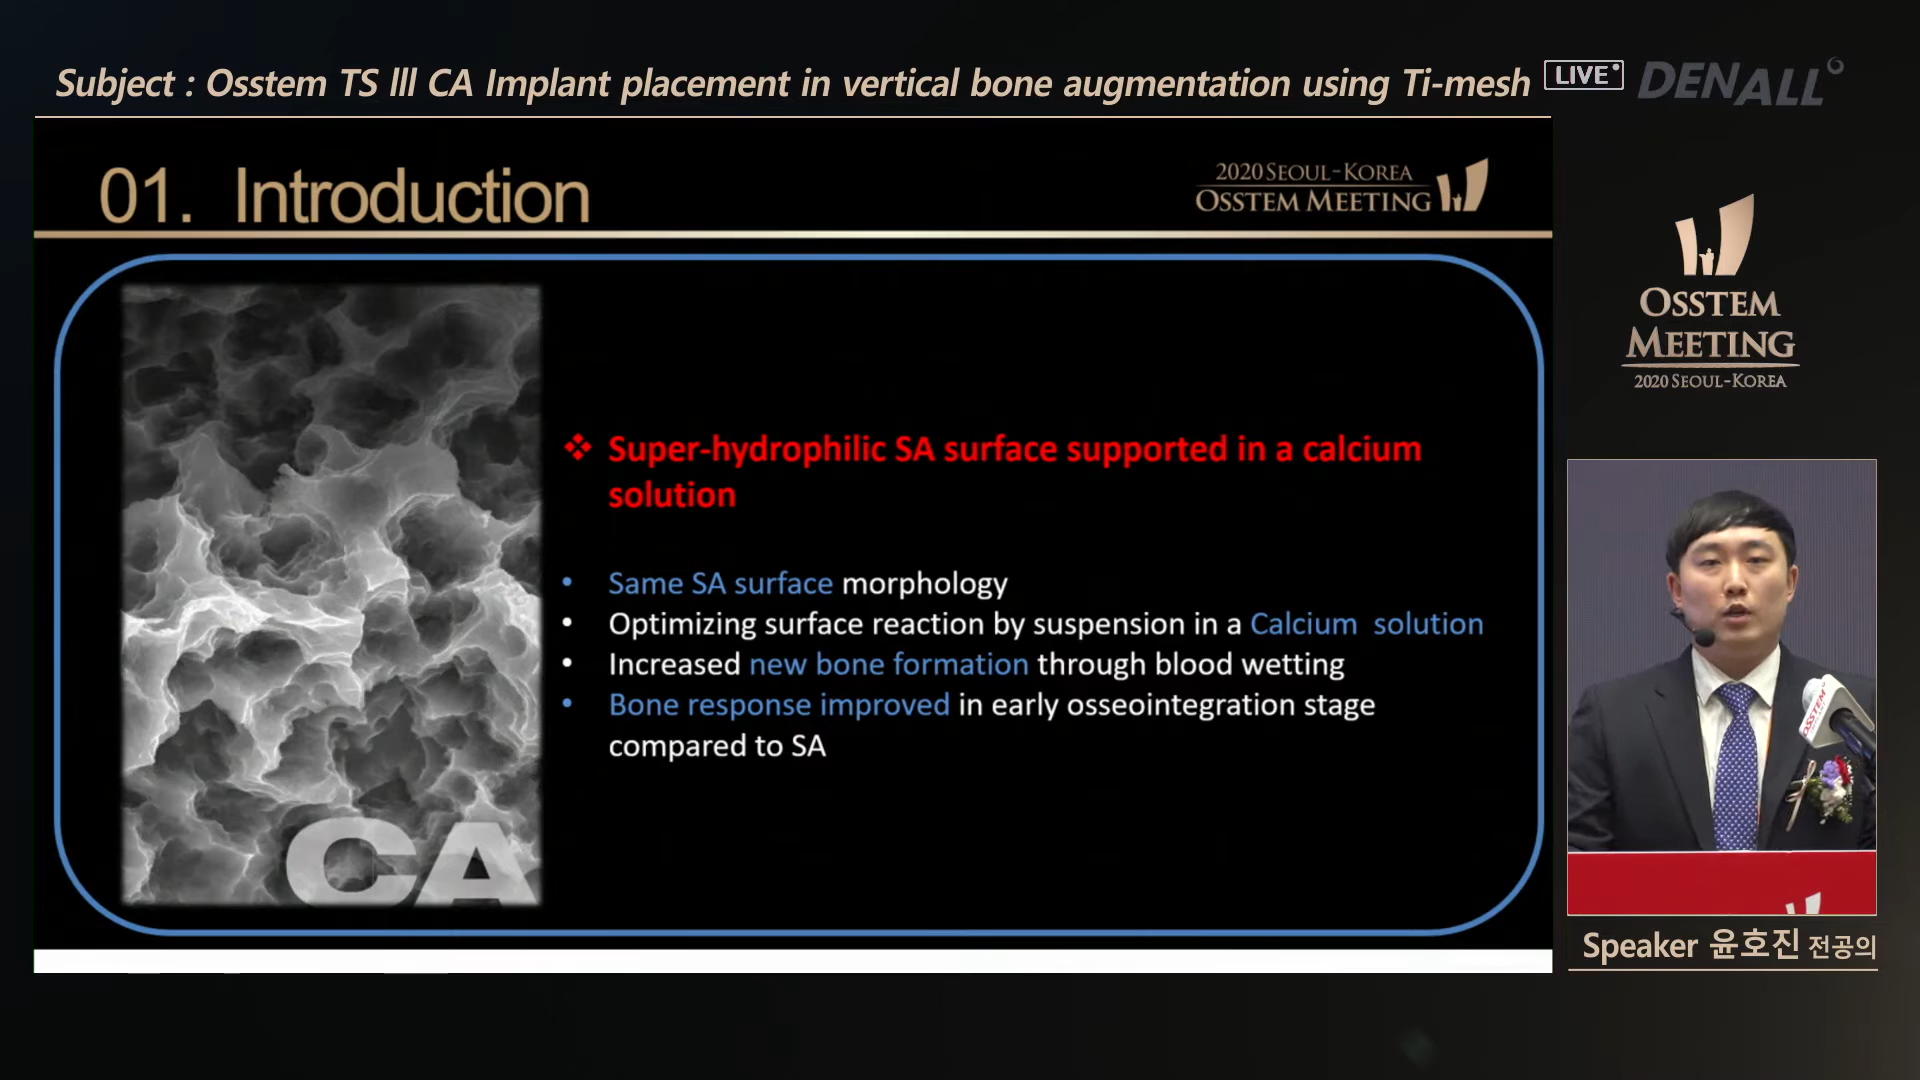 Subject : Osstem TS lll CA Implant placement in vertical bone augmentation using Ti-mesh
LIVE
DENALL
01. Introduction
2020 SEOUL-KOREA
OSSTEM MEETING
OSSTEM
MEETING
2020 SEOUL-KOREA
❖ Super-hydrophilic SA surface supported in a calcium
solution
• Same SA surface morphology
• Optimizing surface reaction by suspension in a Calcium solution
• Increased new bone formation through blood wetting
• Bone response improved in early osseointegration stage
compared to SA
CA
OSSTEM
Speaker 윤호진 전공의